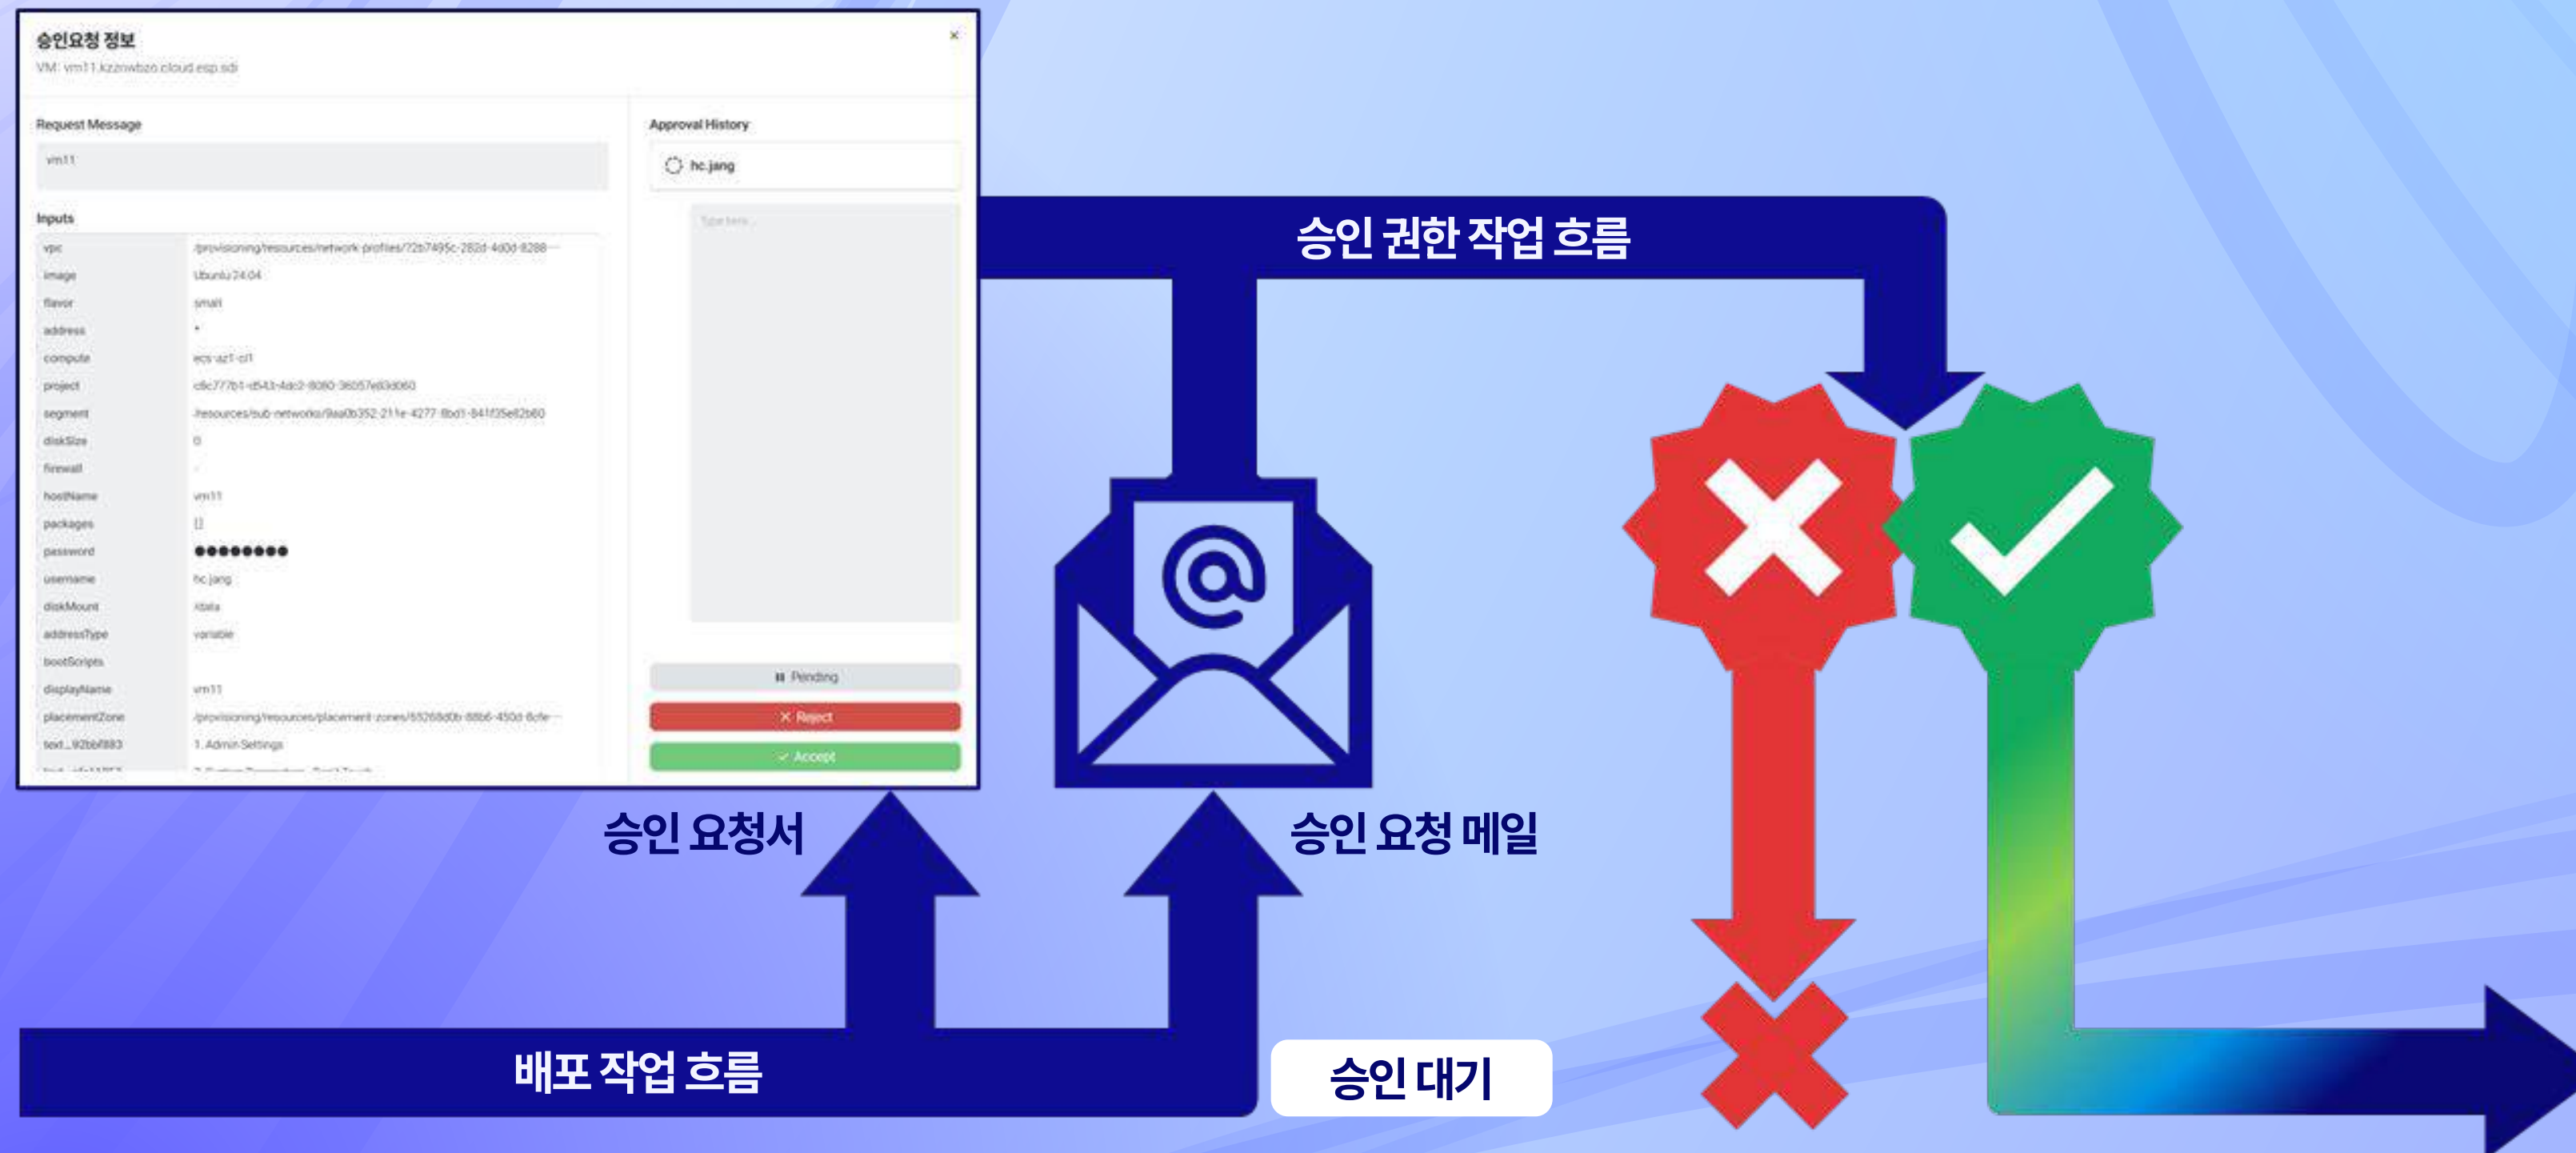 승인요청 정보
VM: vm11.kzznwbzo.cloud.esp.sdi
Request Message
vm11
Inputs
vpc /provisioning/resources/network-profiles/72b7495c-282d-4d0d-8288-…
image Ubuntu 24.04
flavor small
address *
compute ecs-az1-cl1
project
segment
diskSize 0
firewall -
hostName vm11
packages []
password ●●●●●●●●
username hc.jang
diskMount /data
addressType variable
bootScripts
displayName vm11
placementZone
1. Admin Settings
Approval History
hc.jang
Type here...
Pending
Reject
Accept
승인 권한 작업 흐름
승인 요청서
승인 요청 메일
배포 작업 흐름
승인 대기